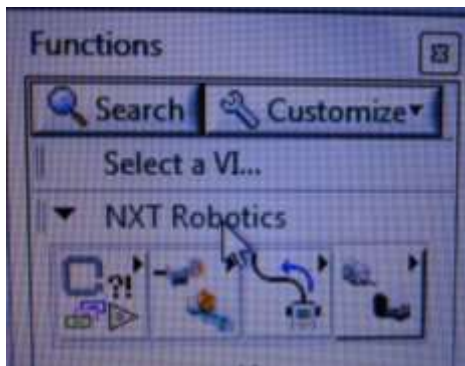 Functions
Search Customize
Select a VI...
NXT Robotics
?!